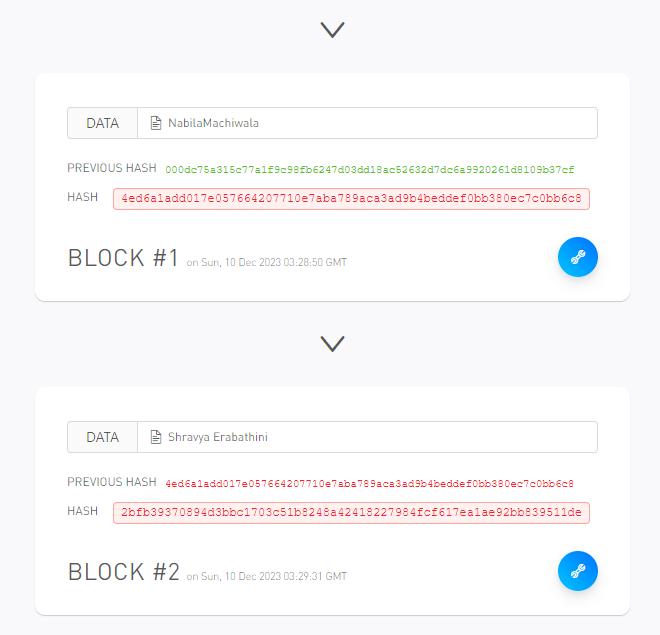 DATA NabilaMachiwala
PREVIOUS HASH 000dc75a315c77a1f9c98fb6247d03dd18ac52632d7dc6a9920261d8109b37cf
HASH 4ed6a1add017e057664207710e7aba789aca3ad9b4beddef0bb380ec7c0bb6c8
BLOCK #1 on Sun, 10 Dec 2023 03:28:50 GMT
DATA Shravya Erabathini
PREVIOUS HASH 4ed6a1add017e057664207710e7aba789aca3ad9b4beddef0bb380ec7c0bb6c8
HASH 2bfb39370894d3bbc1703c51b8248a42418227984fcf617ea1ae92bb839511de
BLOCK #2 on Sun, 10 Dec 2023 03:29:31 GMT